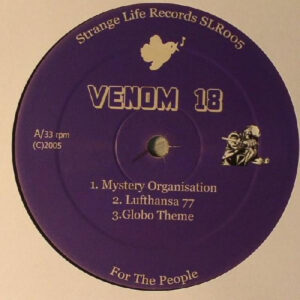 Strange Life Records SLR005
VENOM 18
A/33 rpm
(C)2005
1. Mystery Organisation
2. Lufthansa 77
3.Globo Theme
For The People